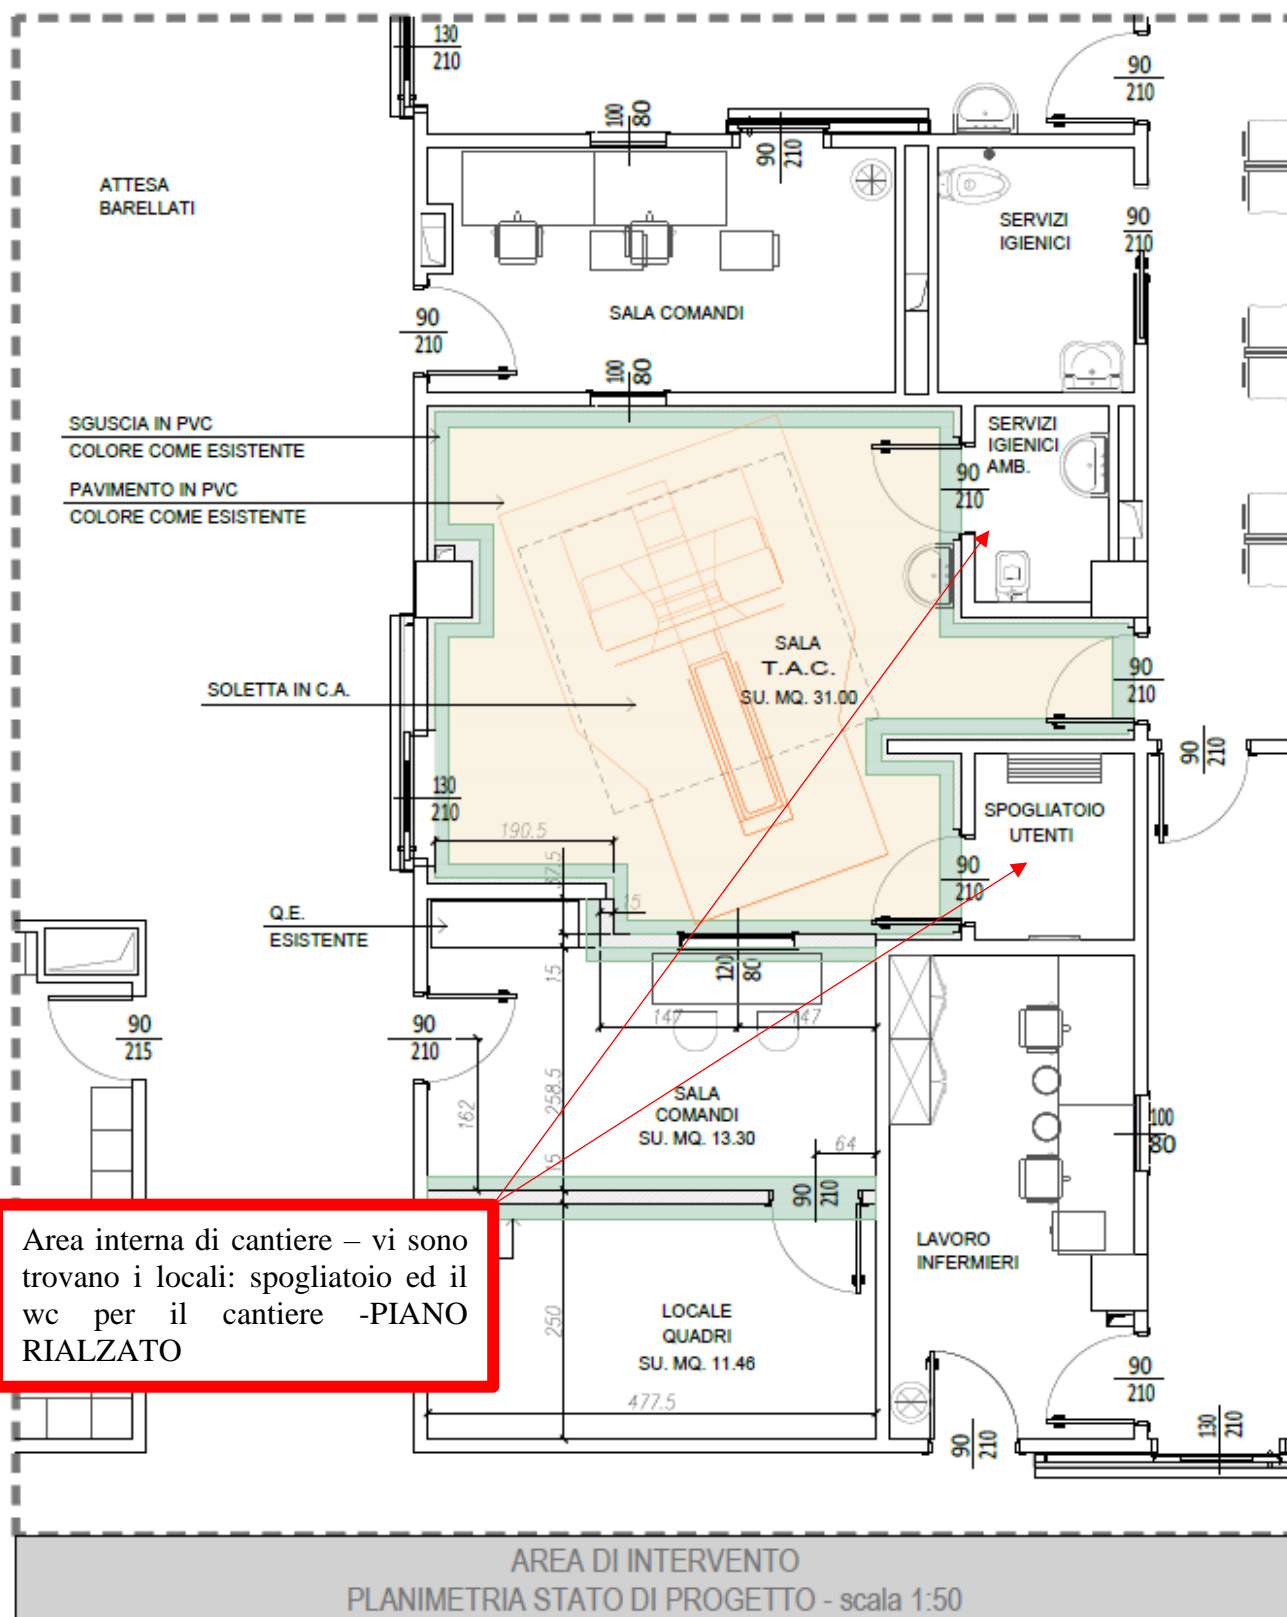 130
210
90
210
100
80
90
210
ATTESA
BARELLATI
SERVIZI
IGIENICI
90
210
SALA COMANDI
90
210
100
80
SGUSCIA IN PVC
COLORE COME ESISTENTE
SERVIZI
IGIENICI
AMB.
90
210
PAVIMENTO IN PVC
COLORE COME ESISTENTE
SALA
T.A.C.
SU. MQ. 31.00
SOLETTA IN C.A.
90
210
90
210
130
210
190.5
37.5
SPOGLIATOIO
UTENTI
90
210
15
Q.E.
ESISTENTE
120
80
15
147
147
90
215
90
210
162
258.5
SALA
COMANDI
SU. MQ. 13.30
64
100
80
15
90
210
Area interna di cantiere – vi sono
trovano i locali: spogliatoio ed il
wc per il cantiere -PIANO
RIALZATO
LAVORO
INFERMIERI
250
LOCALE
QUADRI
SU. MQ. 11.46
477.5
90
210
90
210
130
210
AREA DI INTERVENTO
PLANIMETRIA STATO DI PROGETTO - scala 1:50